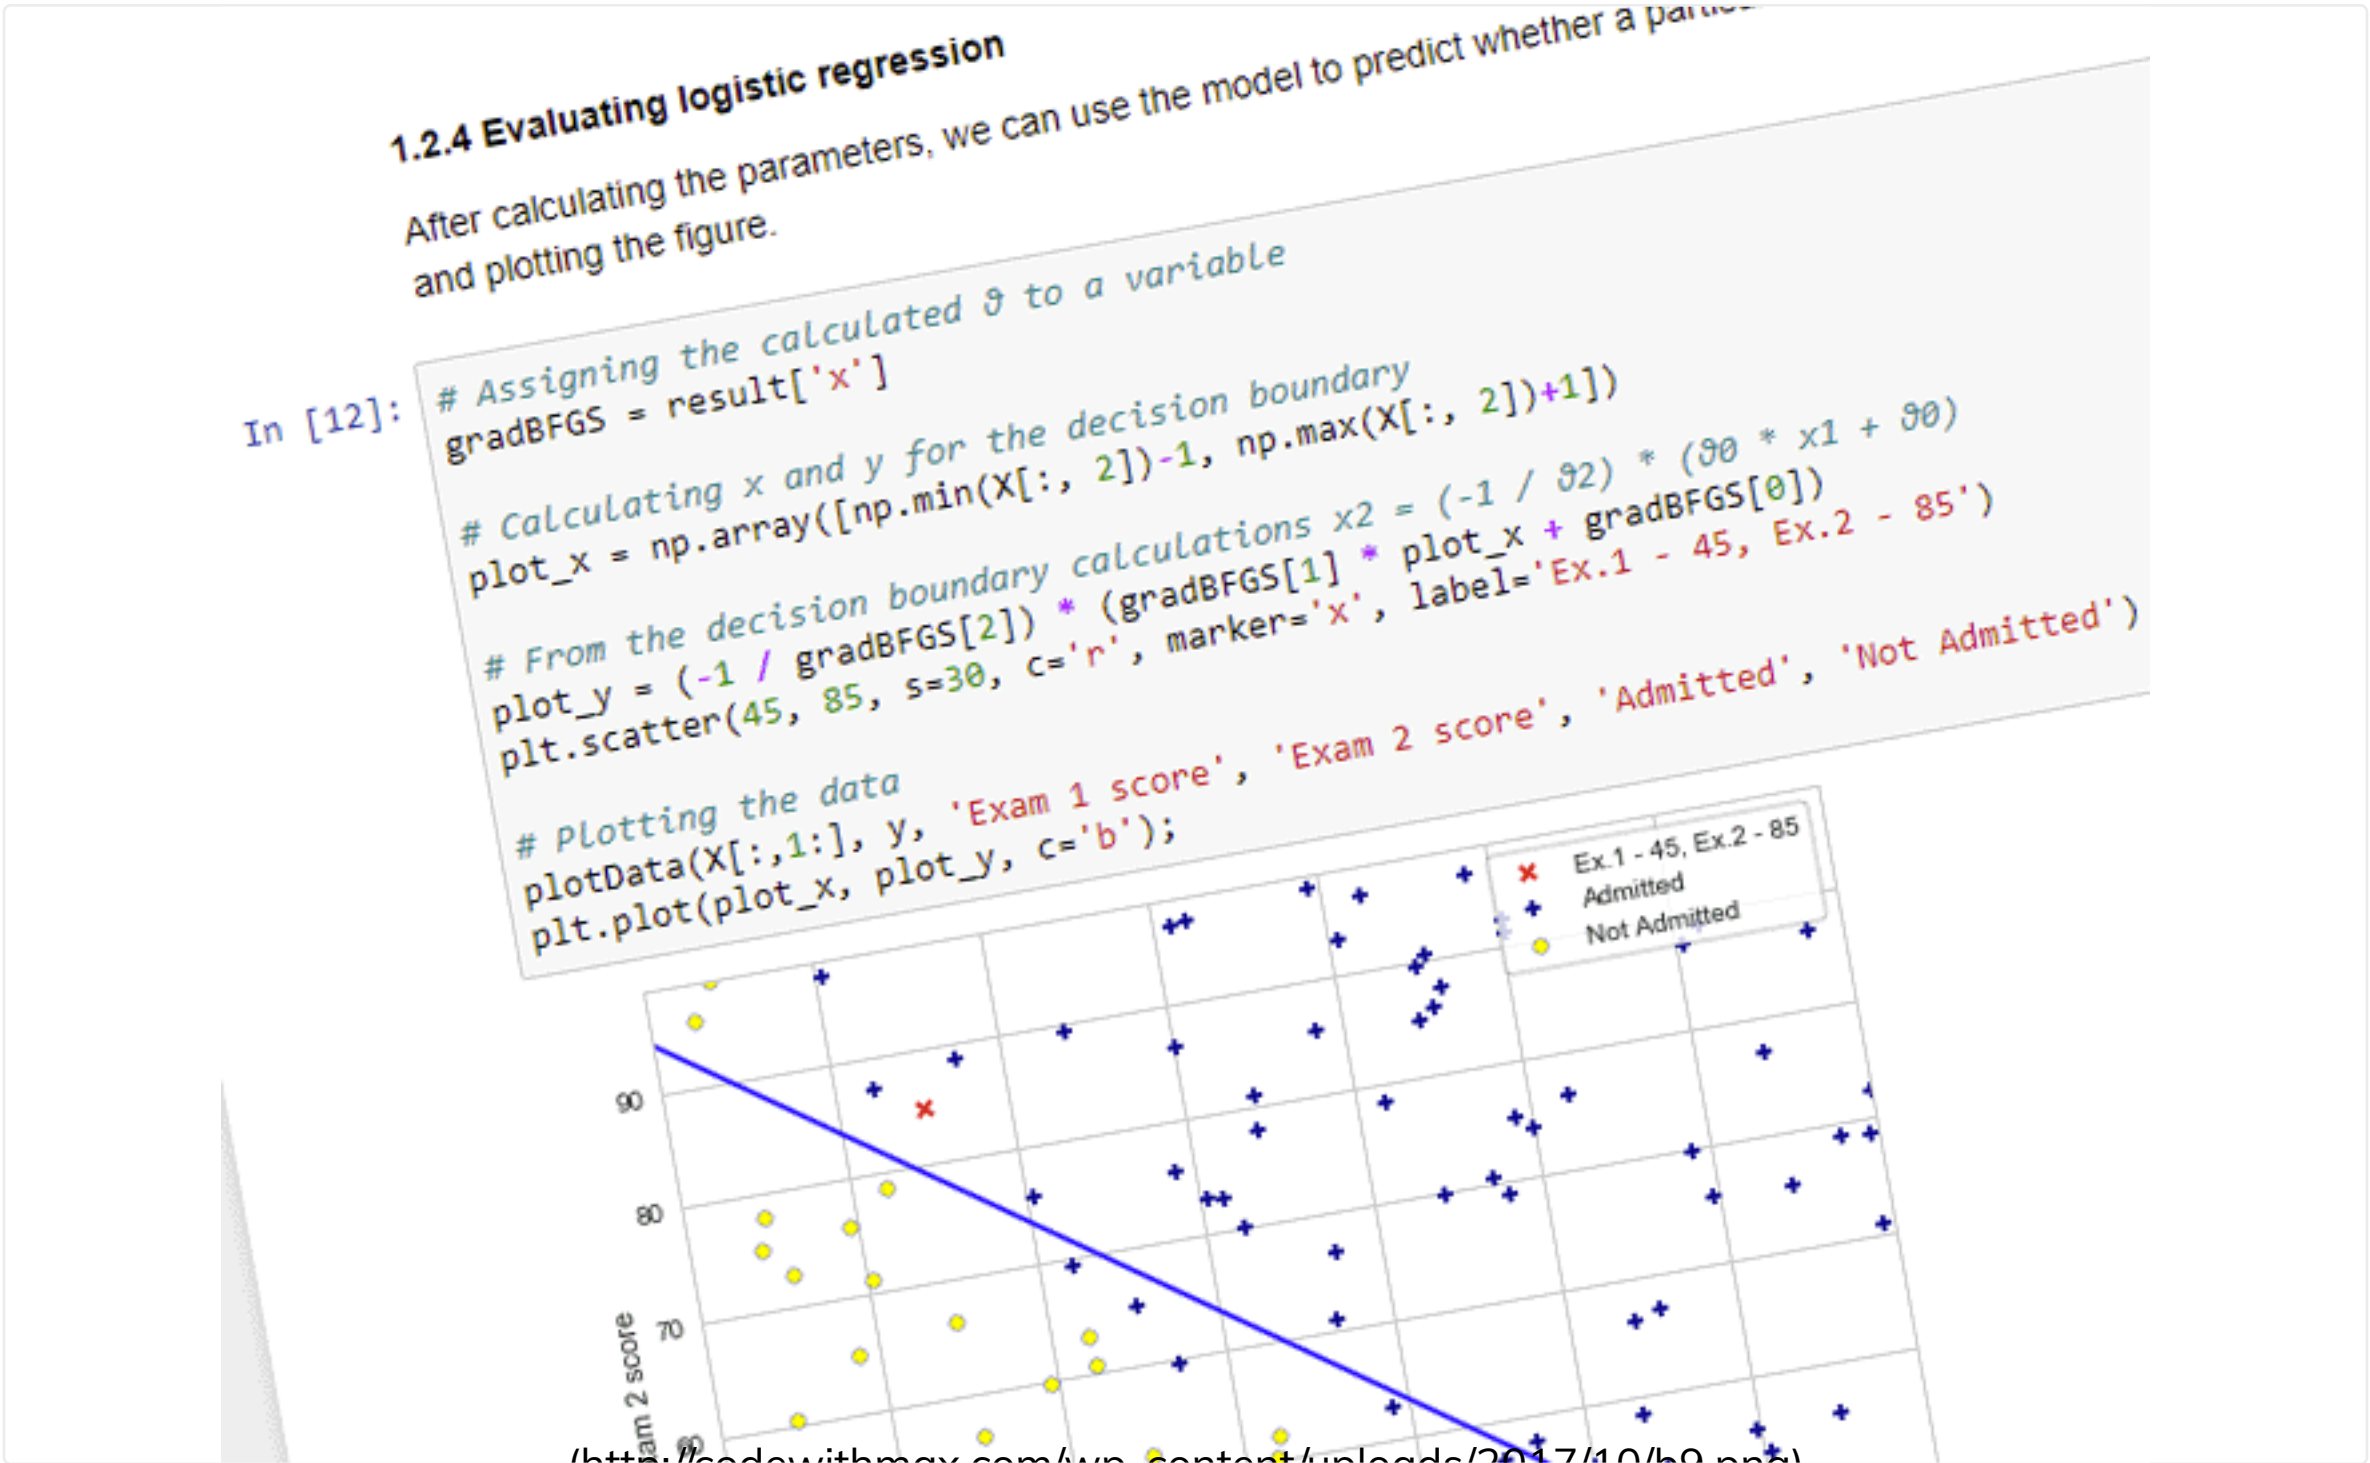 1.2.4 Evaluating logistic regression
After calculating the parameters, we can use the model to predict whether a
and plotting the figure.
In [12]:
# Assigning the calculated ϑ to a variable
gradBFGS = result['x']
# Calculating x and y for the decision boundary
plot_x = np.array([np.min(X[:, 2])-1, np.max(X[:, 2])+1])
# From the decision boundary calculations x2 = (-1 / ϑ2) * (ϑ0 * x1 + ϑ0)
plot_y = (-1 / gradBFGS[2]) * (gradBFGS[1] * plot_x + gradBFGS[0])
plt.scatter(45, 85, s=30, c='r', marker='x', label='Ex.1 - 45, Ex.2 - 85')
# Plotting the data
plotData(X[:,1:], y, 'Exam 1 score', 'Exam 2 score', 'Admitted', 'Not Admitted')
plt.plot(plot_x, plot_y, c='b');
Ex.1 - 45, Ex.2 - 85
Admitted
Not Admitted
90
80
70
60
2 score